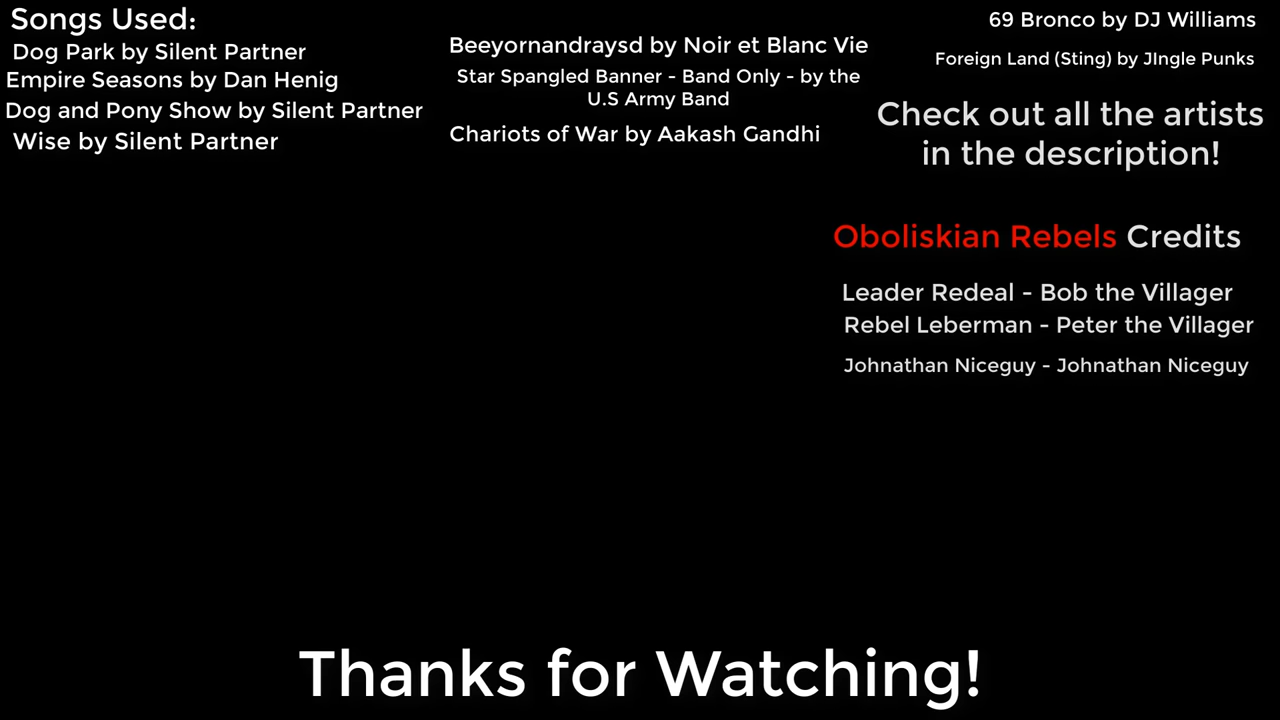 Songs Used:
Dog Park by Silent Partner
Empire Seasons by Dan Henig
Dog and Pony Show by Silent Partner
Wise by Silent Partner
Beeyornandraysd by Noir et Blanc Vie
Star Spangled Banner - Band Only - by the
U.S Army Band
Chariots of War by Aakash Gandhi
69 Bronco by DJ Williams
Foreign Land (Sting) by JIngle Punks
Check out all the artists
in the description!
Oboliskian Rebels Credits
Leader Redeal - Bob the Villager
Rebel Leberman - Peter the Villager
Johnathan Niceguy - Johnathan Niceguy
Thanks for Watching!